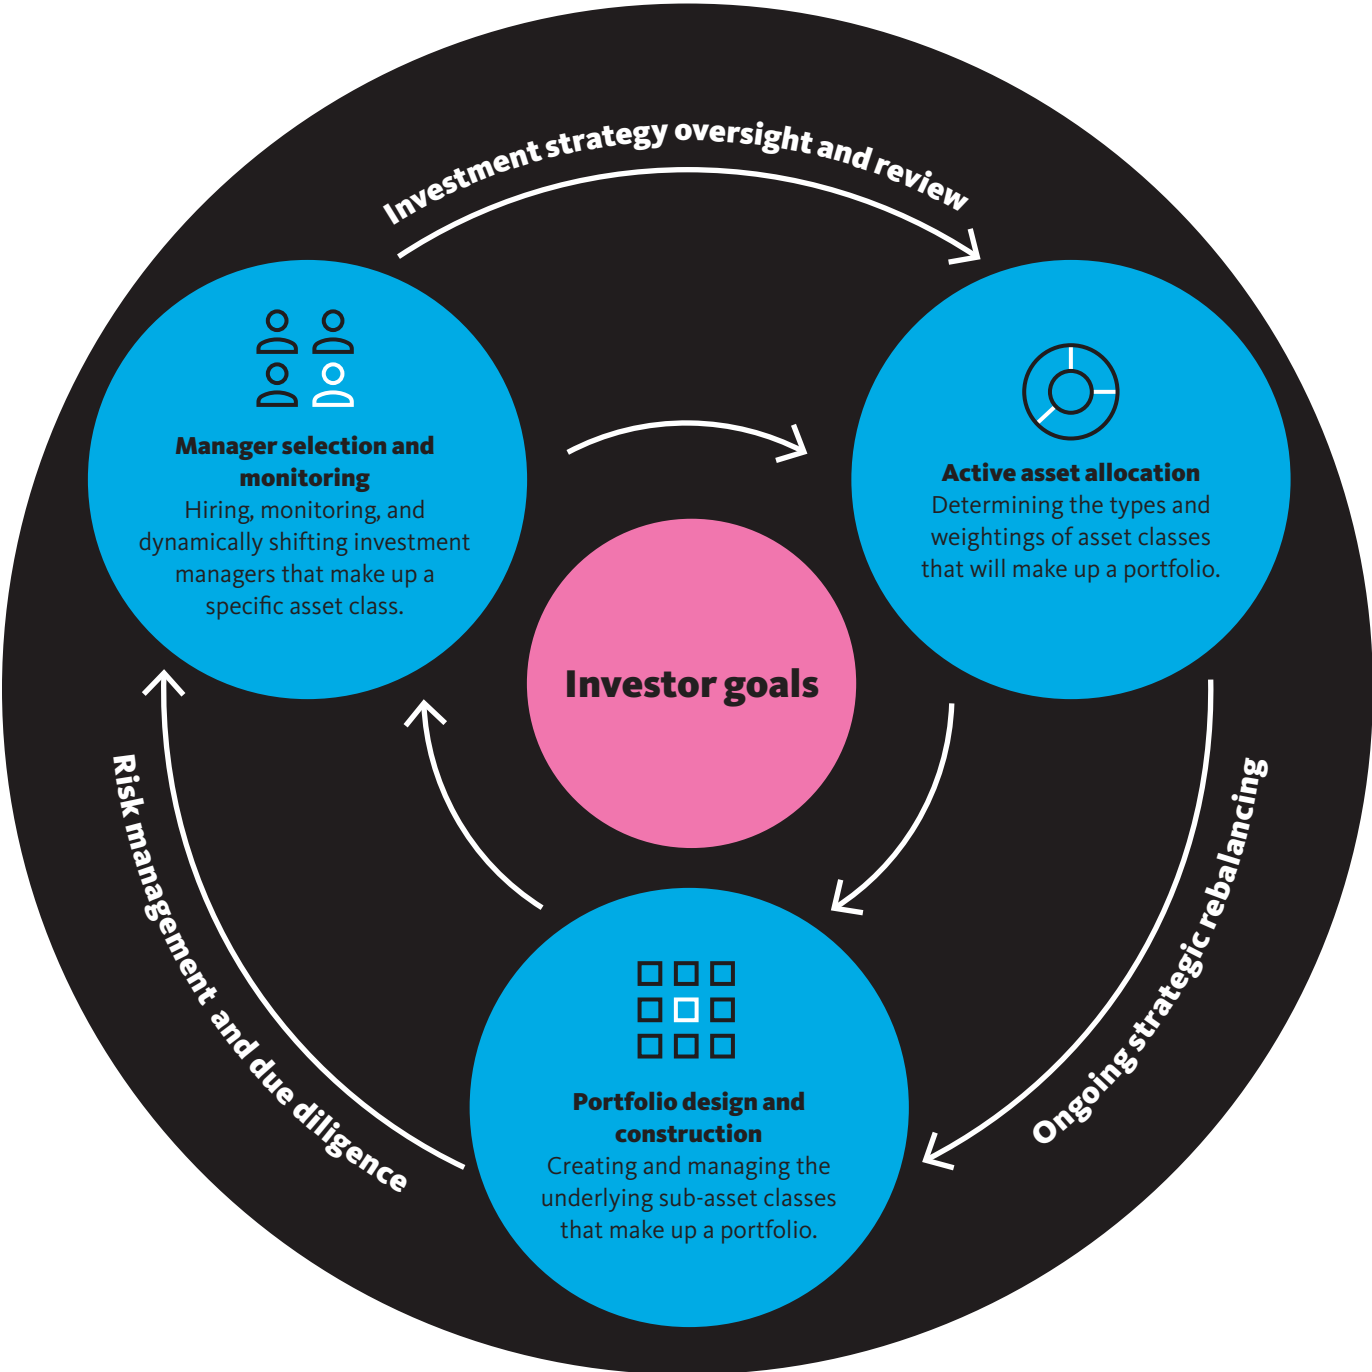 Investment strategy oversight and review
Manager selection and
monitoring
Hiring, monitoring, and
dynamically shifting investment
managers that make up a
specific asset class.
Active asset allocation
Determining the types and
weightings of asset classes
that will make up a portfolio.
Investor goals
Risk management and due diligence
Ongoing strategic rebalancing
Portfolio design and
construction
Creating and managing the
underlying sub-asset classes
that make up a portfolio.